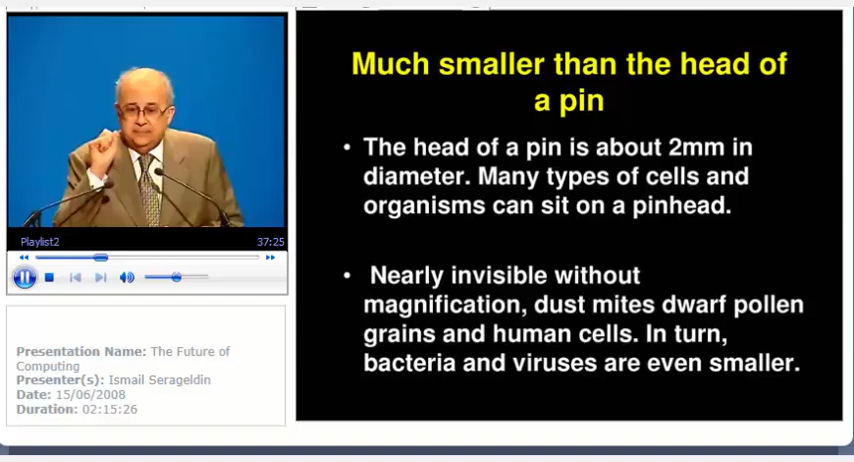 Much smaller than the head of
a pin
• The head of a pin is about 2mm in
diameter. Many types of cells and
organisms can sit on a pinhead.
• Nearly invisible without
magnification, dust mites dwarf pollen
grains and human cells. In turn,
bacteria and viruses are even smaller.
Playlist2 37:25
Presentation Name: The Future of
Computing
Presenter(s): Ismail Serageldin
Date: 15/06/2008
Duration: 02:15:26